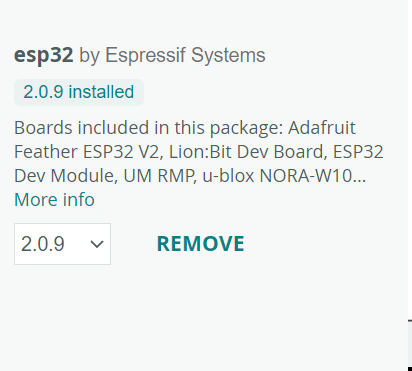 esp32 by Espressif Systems
2.0.9 installed
Boards included in this package: Adafruit
Feather ESP32 V2, Lion:Bit Dev Board, ESP32
Dev Module, UM RMP, u-blox NORA-W10...
More info
2.0.9 REMOVE